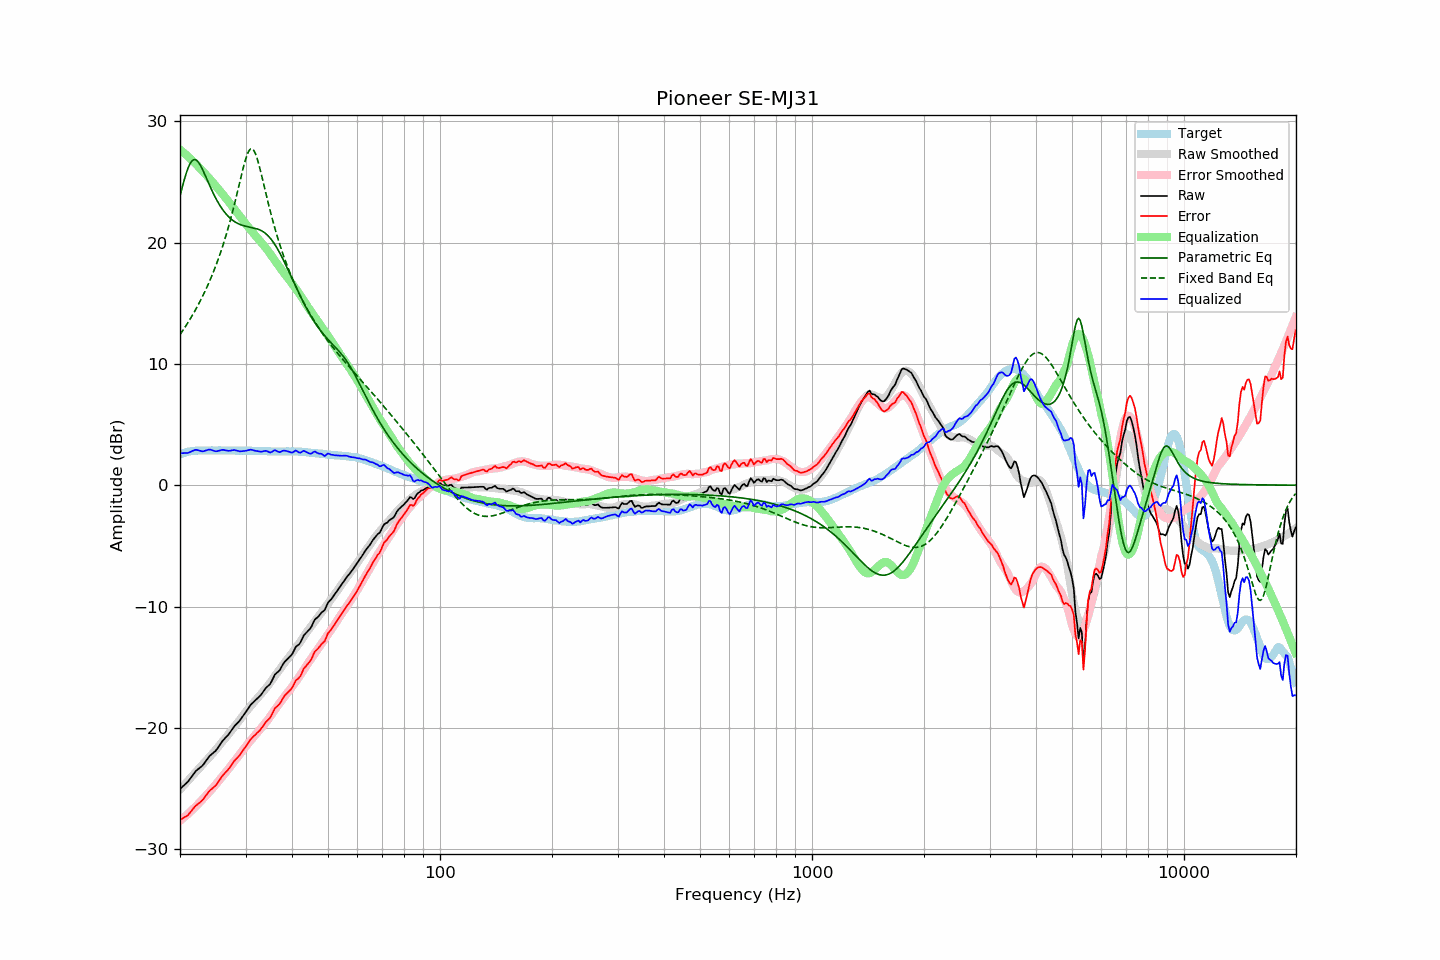 Pioneer SE-MJ31
Amplitude (dBr)
30
20
10
0
−10
−20
−30
Target
Raw Smoothed
Error Smoothed
Raw
Error
Equalization
Parametric Eq
Fixed Band Eq
Equalized
100
1000
10000
Frequency (Hz)